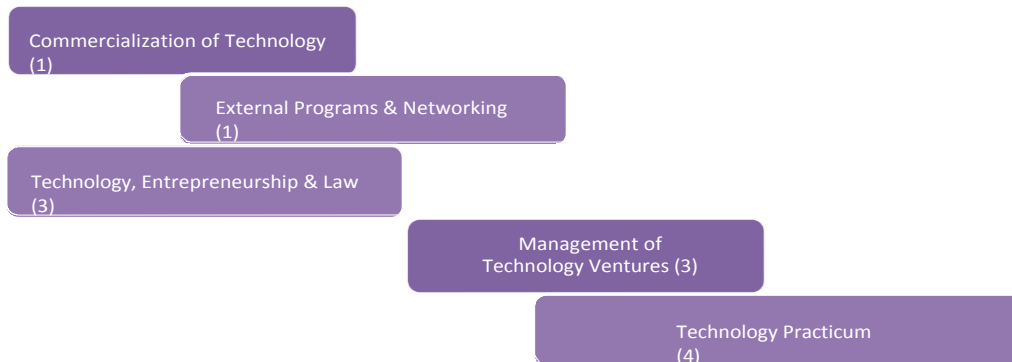 Commercialization of Technology
(1)
External Programs & Networking
(1)
Technology, Entrepreneurship & Law
(3)
Management of
Technology Ventures (3)
Technology Practicum
(4)